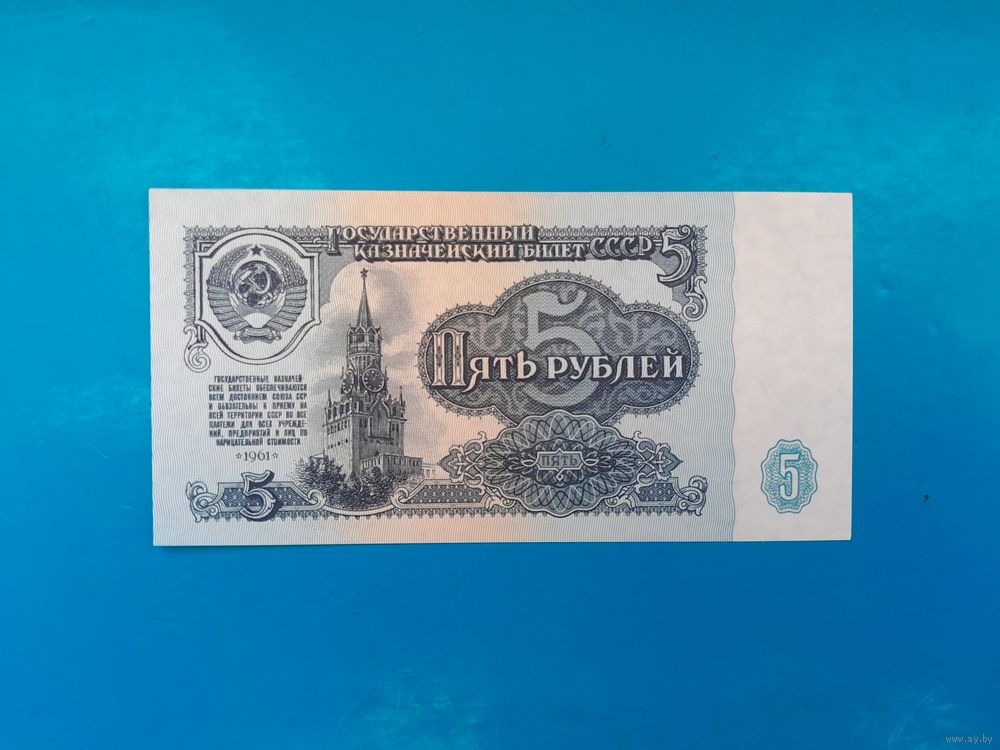 ГОСУДАРСТВЕННЫЙ
КАЗНАЧЕЙСКИЙ БИЛЕТ СССР 5
5
ПЯТЬ РУБЛЕЙ
ГОСУДАРСТВЕННЫЕ КАЗНАЧЕЙ-
СКИЕ БИЛЕТЫ ОБЕСПЕЧИВАЮТСЯ
ВСЕМ ДОСТОЯНИЕМ СОЮЗА ССР
И ОБЯЗАТЕЛЬНЫ К ПРИЕМУ НА
ВСЕЙ ТЕРРИТОРИИ СССР ВО ВСЕ
ПЛАТЕЖИ ДЛЯ ВСЕХ УЧРЕЖДЕ-
НИЙ, ПРЕДПРИЯТИЙ И ЛИЦ ПО
НАРИЦАТЕЛЬНОЙ СТОИМОСТИ
1961
5
ПЯТЬ
5
www.ay.by